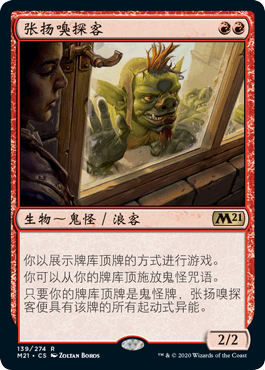 张扬嗅探客
生物～鬼怪／浪客
M21
你以展示牌库顶牌的方式进行游戏。
你可以从你的牌库顶施放鬼怪咒语。
只要你的牌库顶牌是鬼怪牌，张扬嗅探
客便具有该牌的所有起动式异能。
2/2
139/274 R
M21 • CS ZOLTAN BOROS
™ & © 2020 Wizards of the Coast